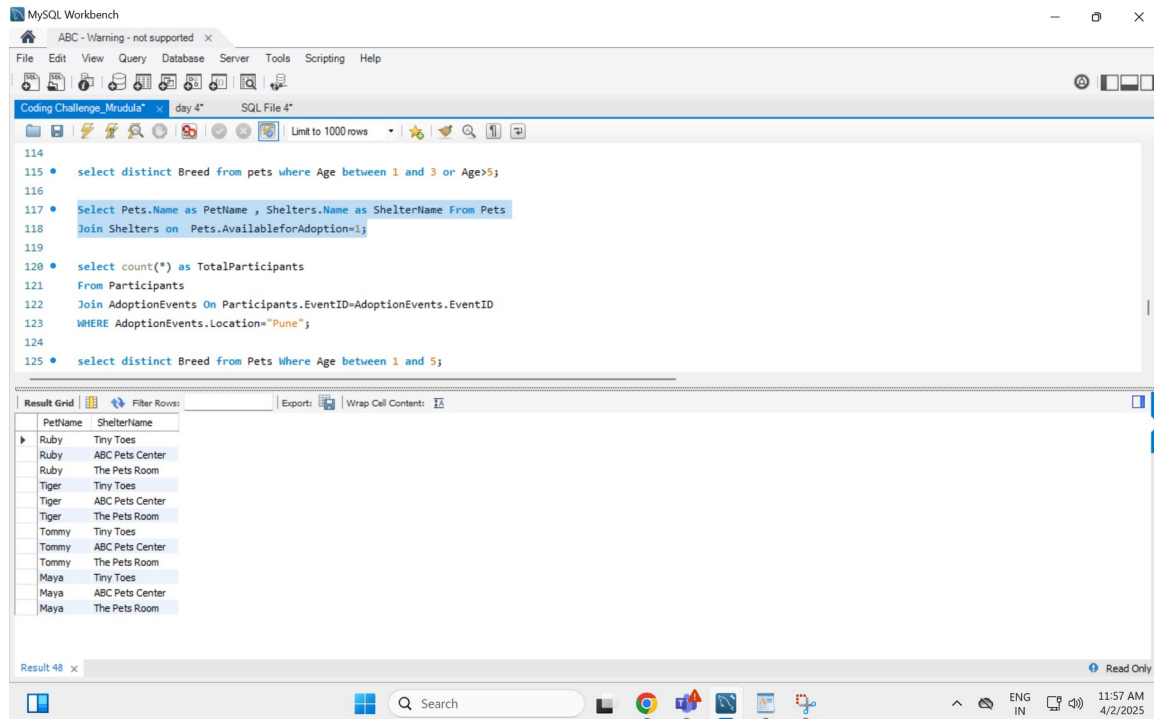 MySQL Workbench
ABC - Warning - not supported
File Edit View Query Database Server Tools Scripting Help
Coding Challenge_Mrudula* day 4* SQL File 4*
Limit to 1000 rows
114
115 select distinct Breed from pets where Age between 1 and 3 or Age>5;
116
117 Select Pets.Name as PetName , Shelters.Name as ShelterName From Pets
118 Join Shelters on  Pets.AvailableforAdoption=1;
119
120 select count(*) as TotalParticipants
121 From Participants
122 Join AdoptionEvents On Participants.EventID=AdoptionEvents.EventID
123 WHERE AdoptionEvents.Location="Pune";
124
125 select distinct Breed from Pets Where Age between 1 and 5;
Result Grid Filter Rows: Export: Wrap Cell Content:
PetName ShelterName
Ruby Tiny Toes
Ruby ABC Pets Center
Ruby The Pets Room
Tiger Tiny Toes
Tiger ABC Pets Center
Tiger The Pets Room
Tommy Tiny Toes
Tommy ABC Pets Center
Tommy The Pets Room
Maya Tiny Toes
Maya ABC Pets Center
Maya The Pets Room
Result 48 Read Only
Search
ENG
IN
11:57 AM
4/2/2025